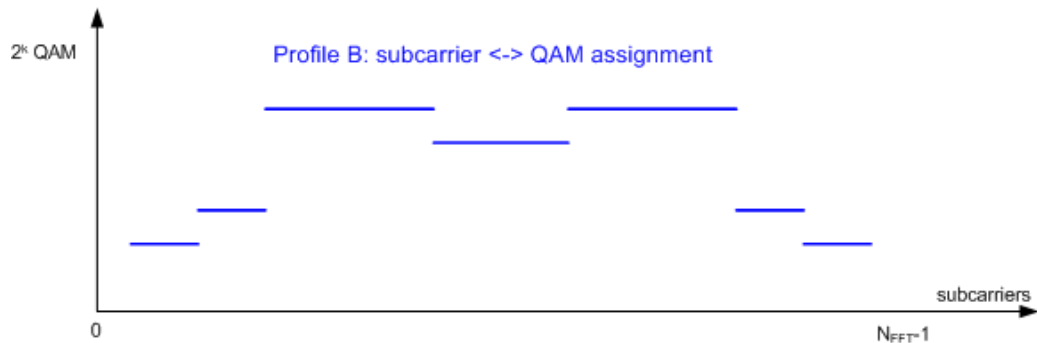 Profile B: subcarrier <-> QAM assignment
2ᵏ QAM
subcarriers
0
N_FFT-1